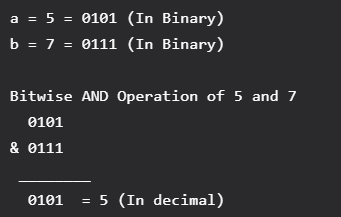 a = 5 = 0101 (In Binary)
b = 7 = 0111 (In Binary)
Bitwise AND Operation of 5 and 7
0101
& 0111
________
0101 = 5 (In decimal)